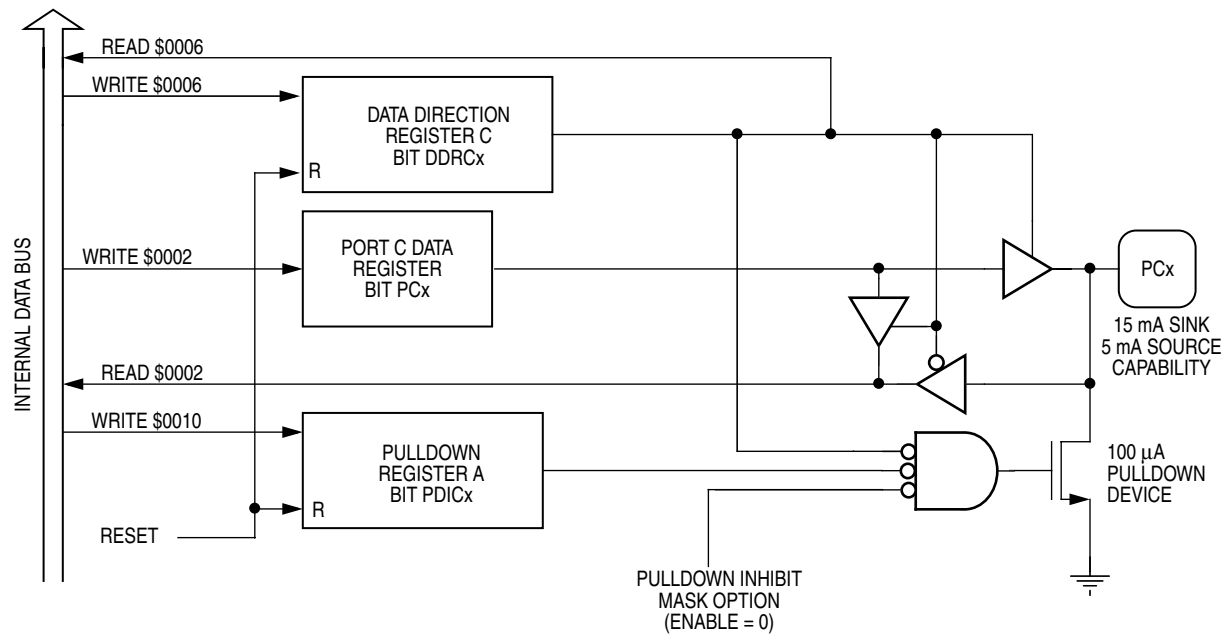 READ $0006
WRITE $0006
DATA DIRECTION
REGISTER C
BIT DDRCx
R
INTERNAL DATA BUS
WRITE $0002
PORT C DATA
REGISTER
BIT PCx
PCx
15 mA SINK
5 mA SOURCE
CAPABILITY
READ $0002
WRITE $0010
PULLDOWN
REGISTER A
BIT PDICx
R
100 μA
PULLDOWN
DEVICE
RESET
PULLDOWN INHIBIT
MASK OPTION
(ENABLE = 0)